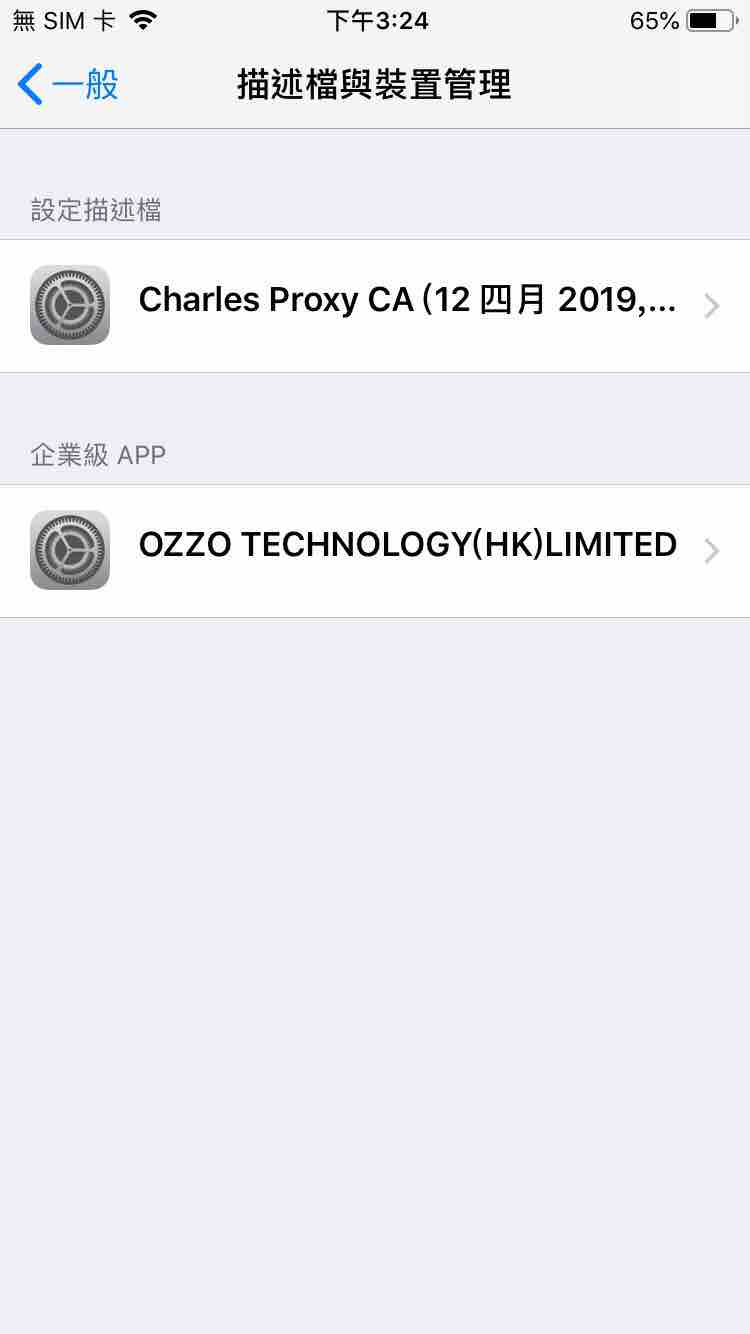 無 SIM 卡 下午3:24 65%
一般 描述檔與裝置管理
設定描述檔
Charles Proxy CA (12 四月 2019,...
企業級 APP
OZZO TECHNOLOGY(HK)LIMITED